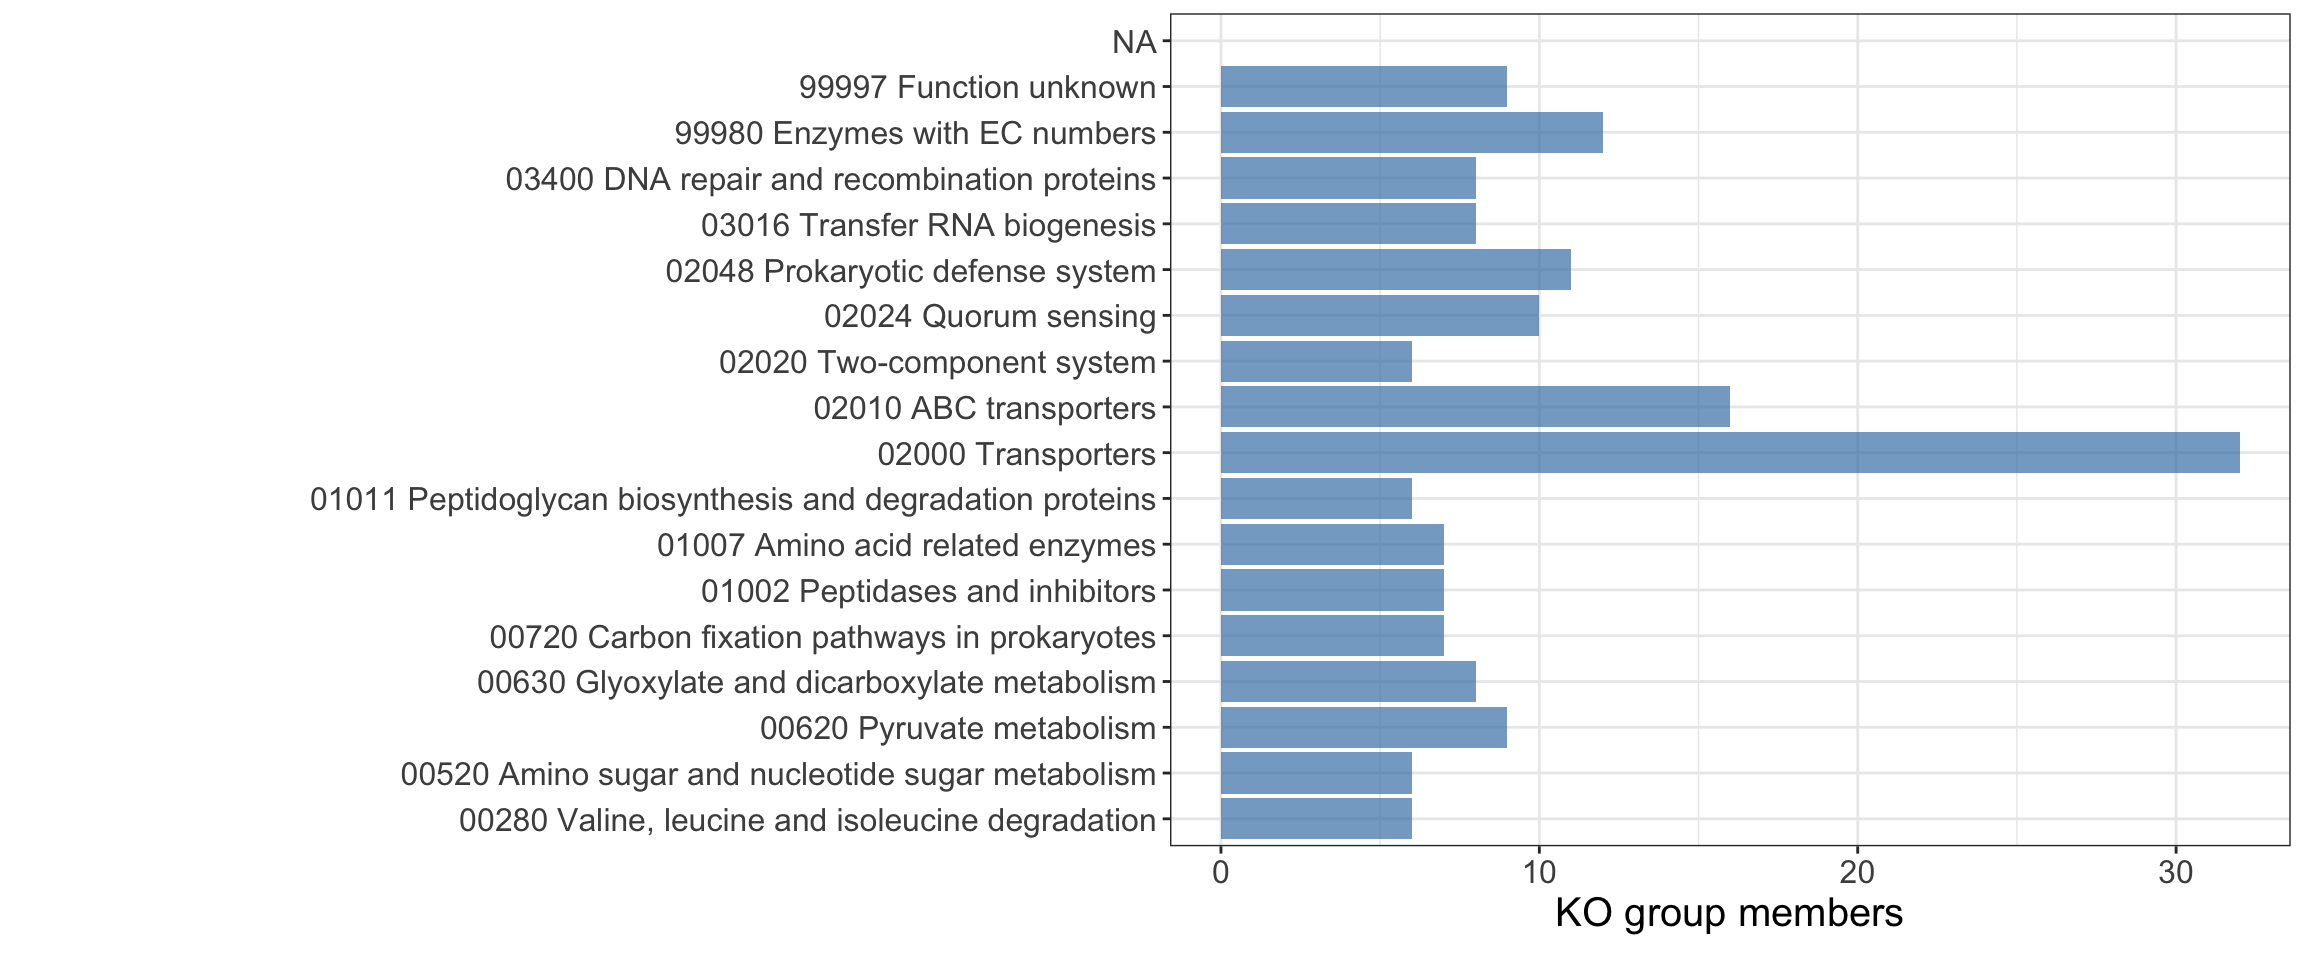 NA
99997 Function unknown
99980 Enzymes with EC numbers
03400 DNA repair and recombination proteins
03016 Transfer RNA biogenesis
02048 Prokaryotic defense system
02024 Quorum sensing
02020 Two-component system
02010 ABC transporters
02000 Transporters
01011 Peptidoglycan biosynthesis and degradation proteins
01007 Amino acid related enzymes
01002 Peptidases and inhibitors
00720 Carbon fixation pathways in prokaryotes
00630 Glyoxylate and dicarboxylate metabolism
00620 Pyruvate metabolism
00520 Amino sugar and nucleotide sugar metabolism
00280 Valine, leucine and isoleucine degradation
0 10 20 30
KO group members